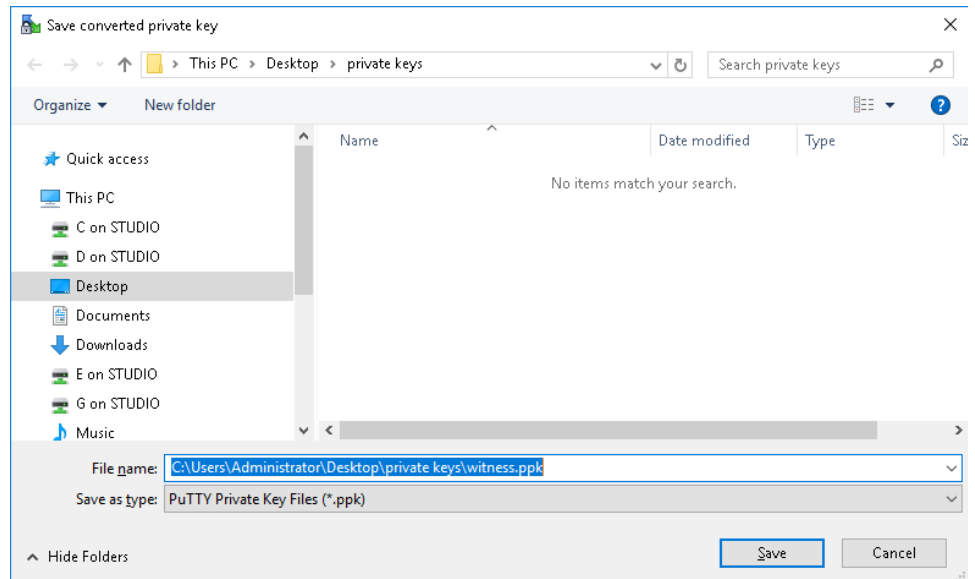 Save converted private key
This PC > Desktop > private keys
Search private keys
Organize
New folder
Name
Date modified
Type
Siz
No items match your search.
Quick access
This PC
C on STUDIO
D on STUDIO
Desktop
Documents
Downloads
E on STUDIO
G on STUDIO
Music
File name: C:\Users\Administrator\Desktop\private keys\witness.ppk
Save as type: PuTTY Private Key Files (*.ppk)
Hide Folders
Save
Cancel